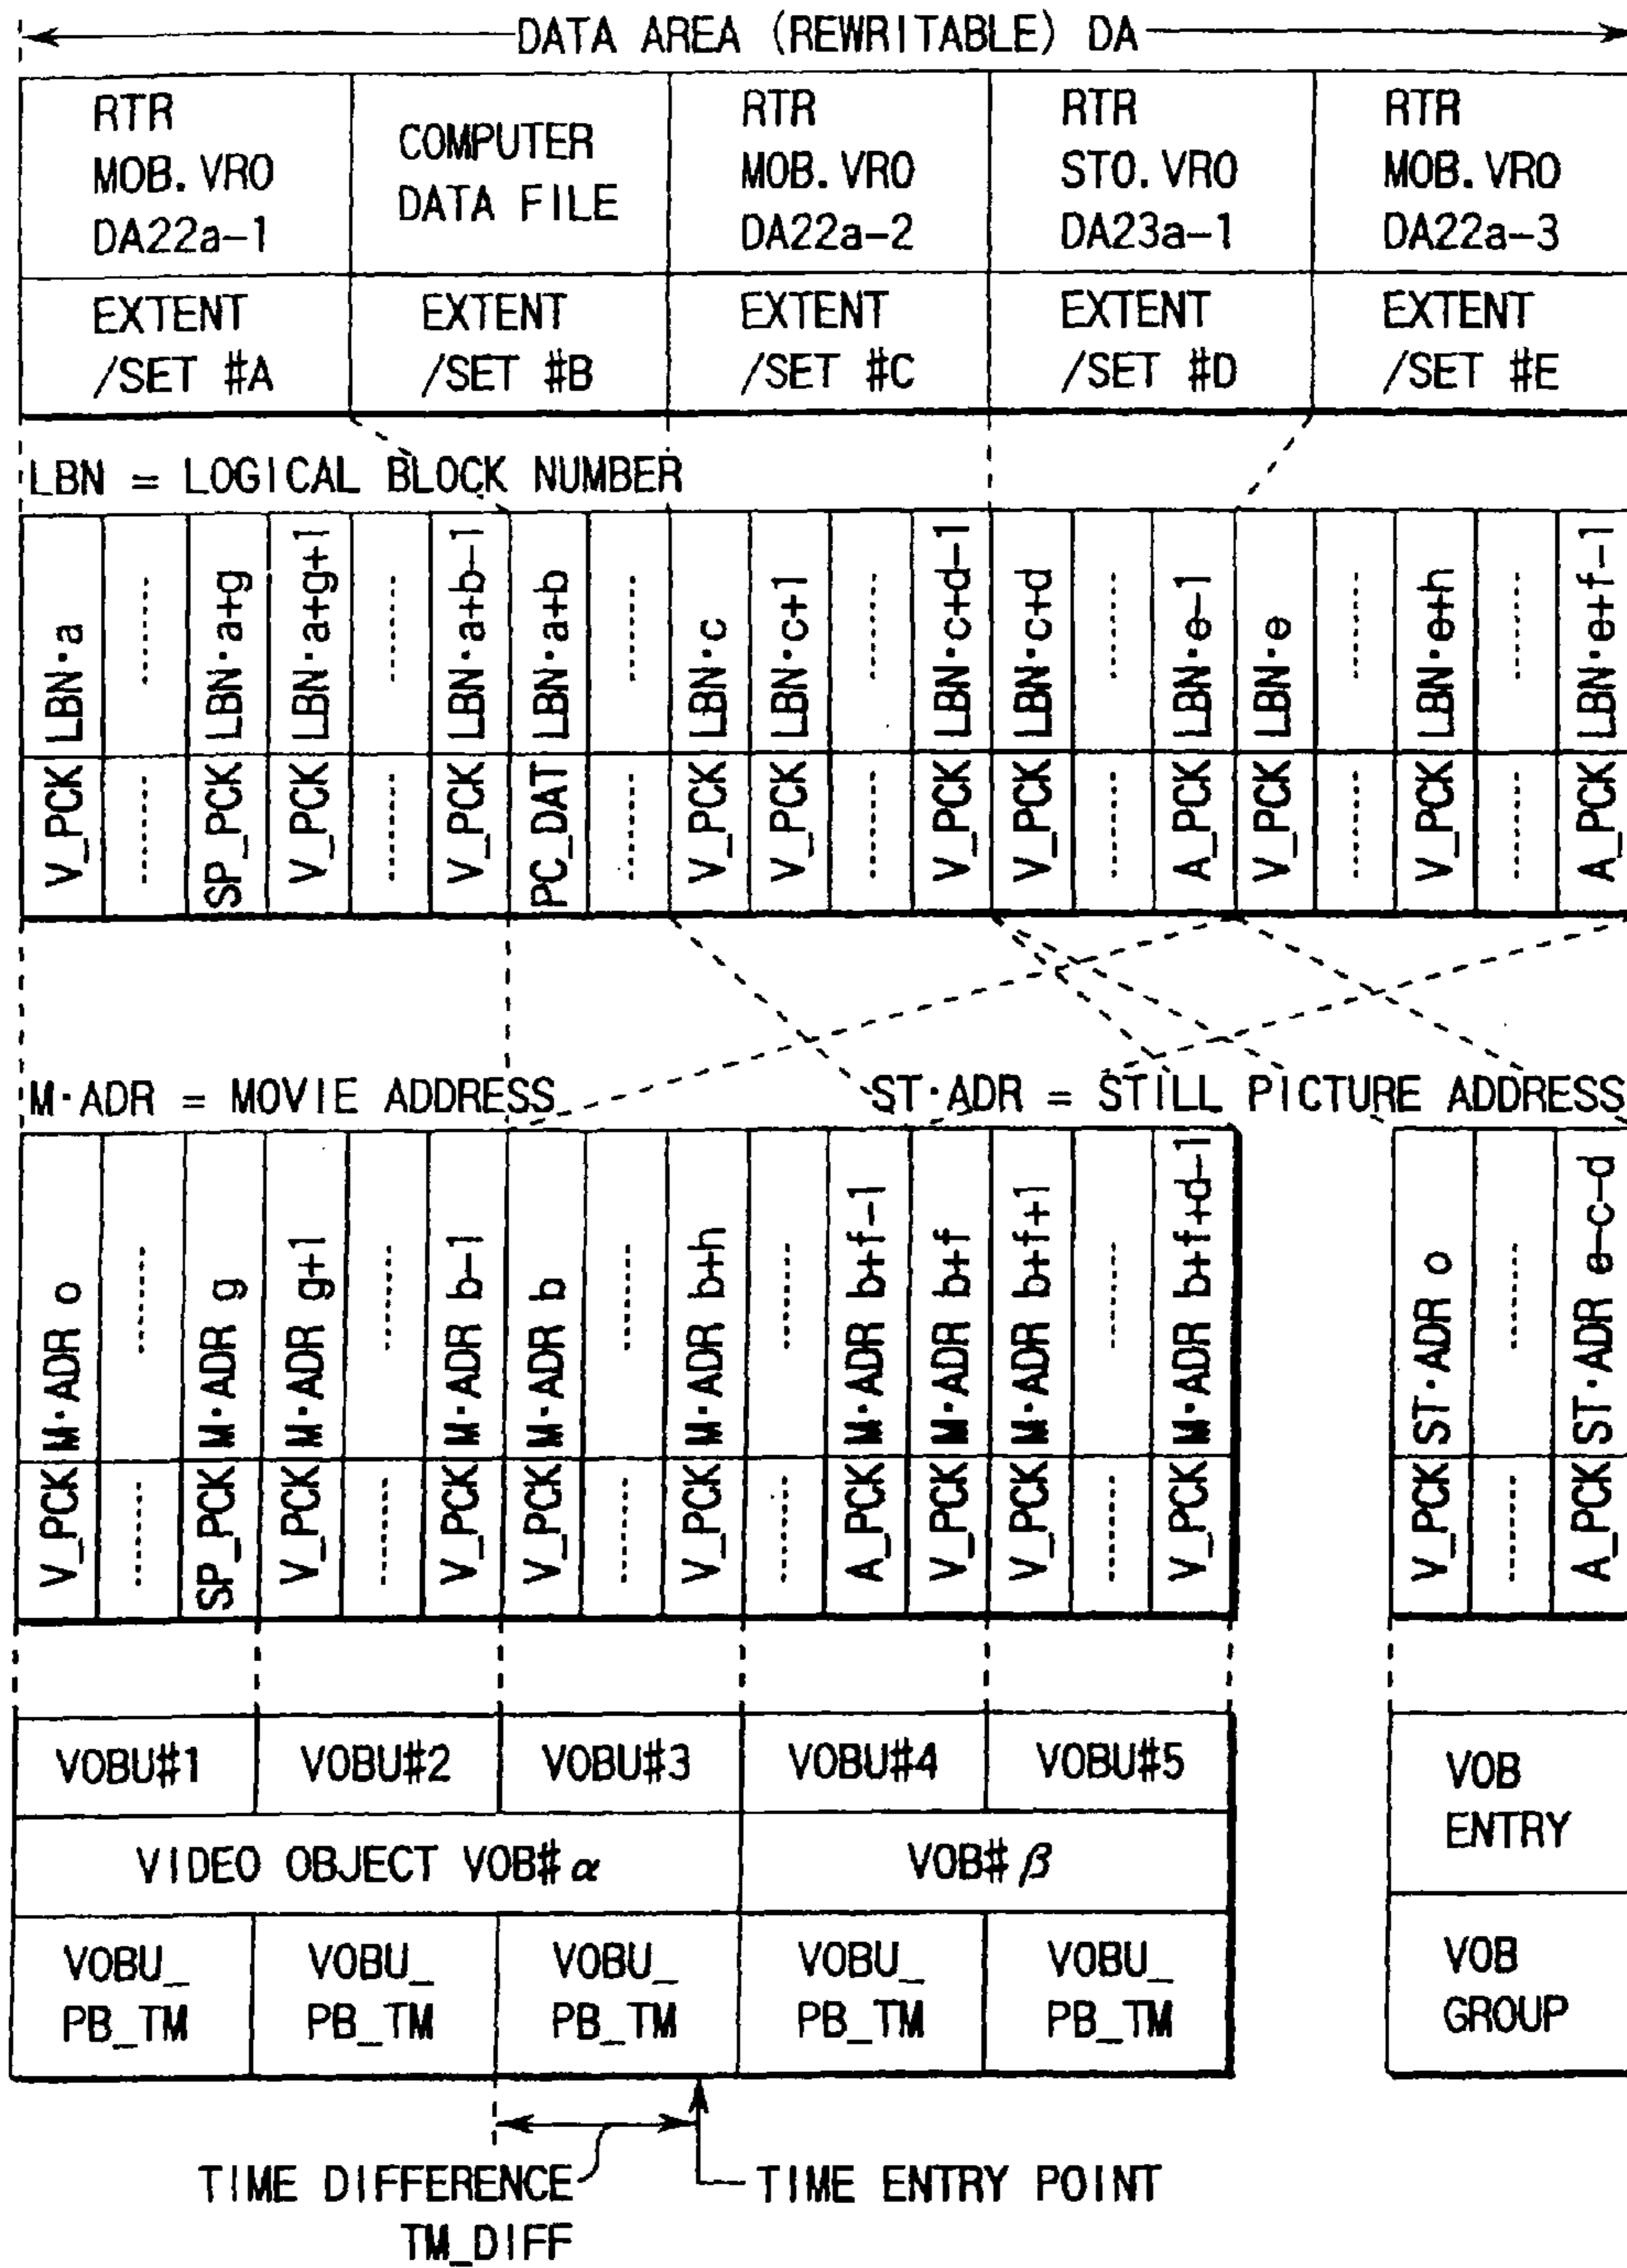 DATA AREA (REWRITABLE) DA
RTR
MOB.VRO
DA22a-1
COMPUTER
DATA FILE
RTR
MOB.VRO
DA22a-2
RTR
STO.VRO
DA23a-1
RTR
MOB.VRO
DA22a-3
EXTENT
/SET #A
EXTENT
/SET #B
EXTENT
/SET #C
EXTENT
/SET #D
EXTENT
/SET #E
LBN = LOGICAL BLOCK NUMBER
LBN·a
LBN·a+g
LBN·a+g+1
LBN·a+b-1
LBN·a+b
LBN·c
LBN·c+1
LBN·c+d-1
LBN·c+d
LBN·e-1
LBN·e
LBN·e+h
LBN·e+f-1
V_PCK
SP_PCK
V_PCK
V_PCK
PC_DAT
V_PCK
V_PCK
V_PCK
V_PCK
A_PCK
V_PCK
V_PCK
A_PCK
M·ADR = MOVIE ADDRESS
ST·ADR = STILL PICTURE ADDRESS
M·ADR o
M·ADR g
M·ADR g+1
M·ADR b-1
M·ADR b
M·ADR b+h
M·ADR b+f-1
M·ADR b+f
M·ADR b+f+1
M·ADR b+f+d-1
ST·ADR o
ST·ADR e-c-d
V_PCK
SP_PCK
V_PCK
V_PCK
V_PCK
V_PCK
A_PCK
V_PCK
V_PCK
V_PCK
V_PCK
A_PCK
VOBU#1
VOBU#2
VOBU#3
VOBU#4
VOBU#5
VOB
ENTRY
VIDEO OBJECT VOB#α
VOB#β
VOBU_
PB_TM
VOBU_
PB_TM
VOBU_
PB_TM
VOBU_
PB_TM
VOBU_
PB_TM
VOB
GROUP
TIME DIFFERENCE
TM_DIFF
TIME ENTRY POINT